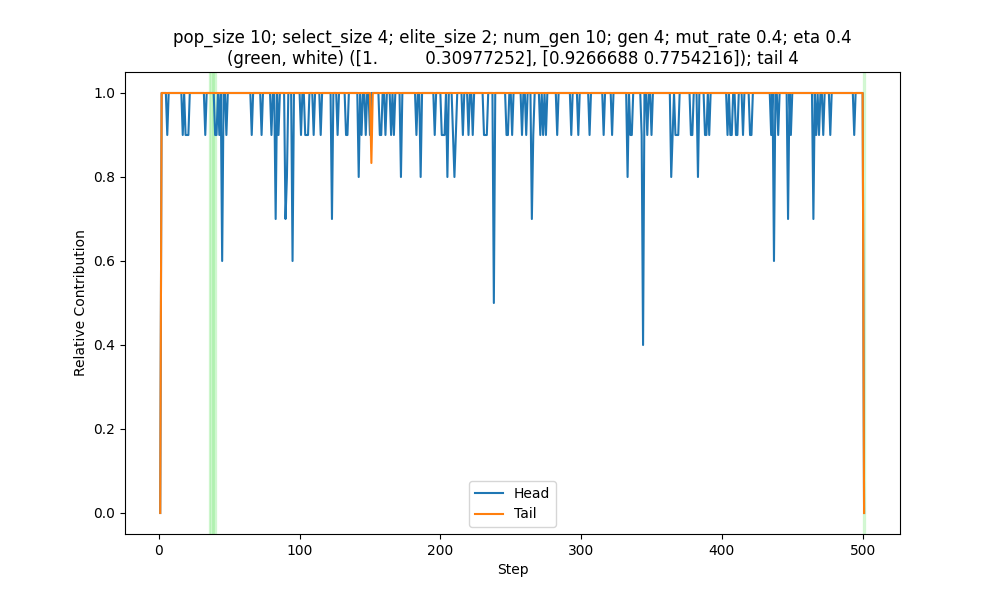 pop_size 10; select_size 4; elite_size 2; num_gen 10; gen 4; mut_rate 0.4; eta 0.4
(green, white) ([1.         0.30977252], [0.9266688 0.7754216]); tail 4
1.0
0.8
0.6
0.4
0.2
0.0
Relative Contribution
Head
Tail
0
100
200
300
400
500
Step